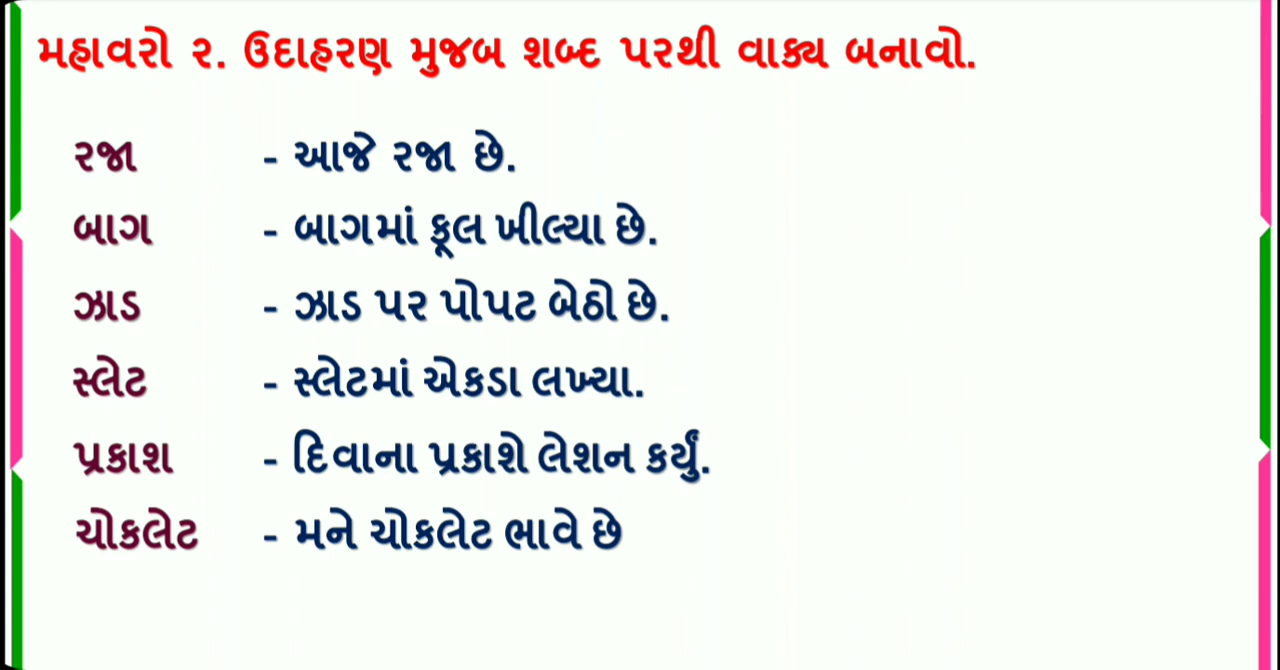 મહાવરો ૨. ઉદાહરણ મુજબ શબ્દ પરથી વાક્ય બનાવો.
રજા - આજે રજા છે.
બાગ - બાગમાં ફૂલ ખીલ્યા છે.
ઝાડ - ઝાડ પર પોપટ બેઠો છે.
સ્લેટ - સ્લેટમાં એકડા લખ્યા.
પ્રકાશ - દિવાના પ્રકાશે લેશન કર્યું.
ચોકલેટ - મને ચોકલેટ ભાવે છે